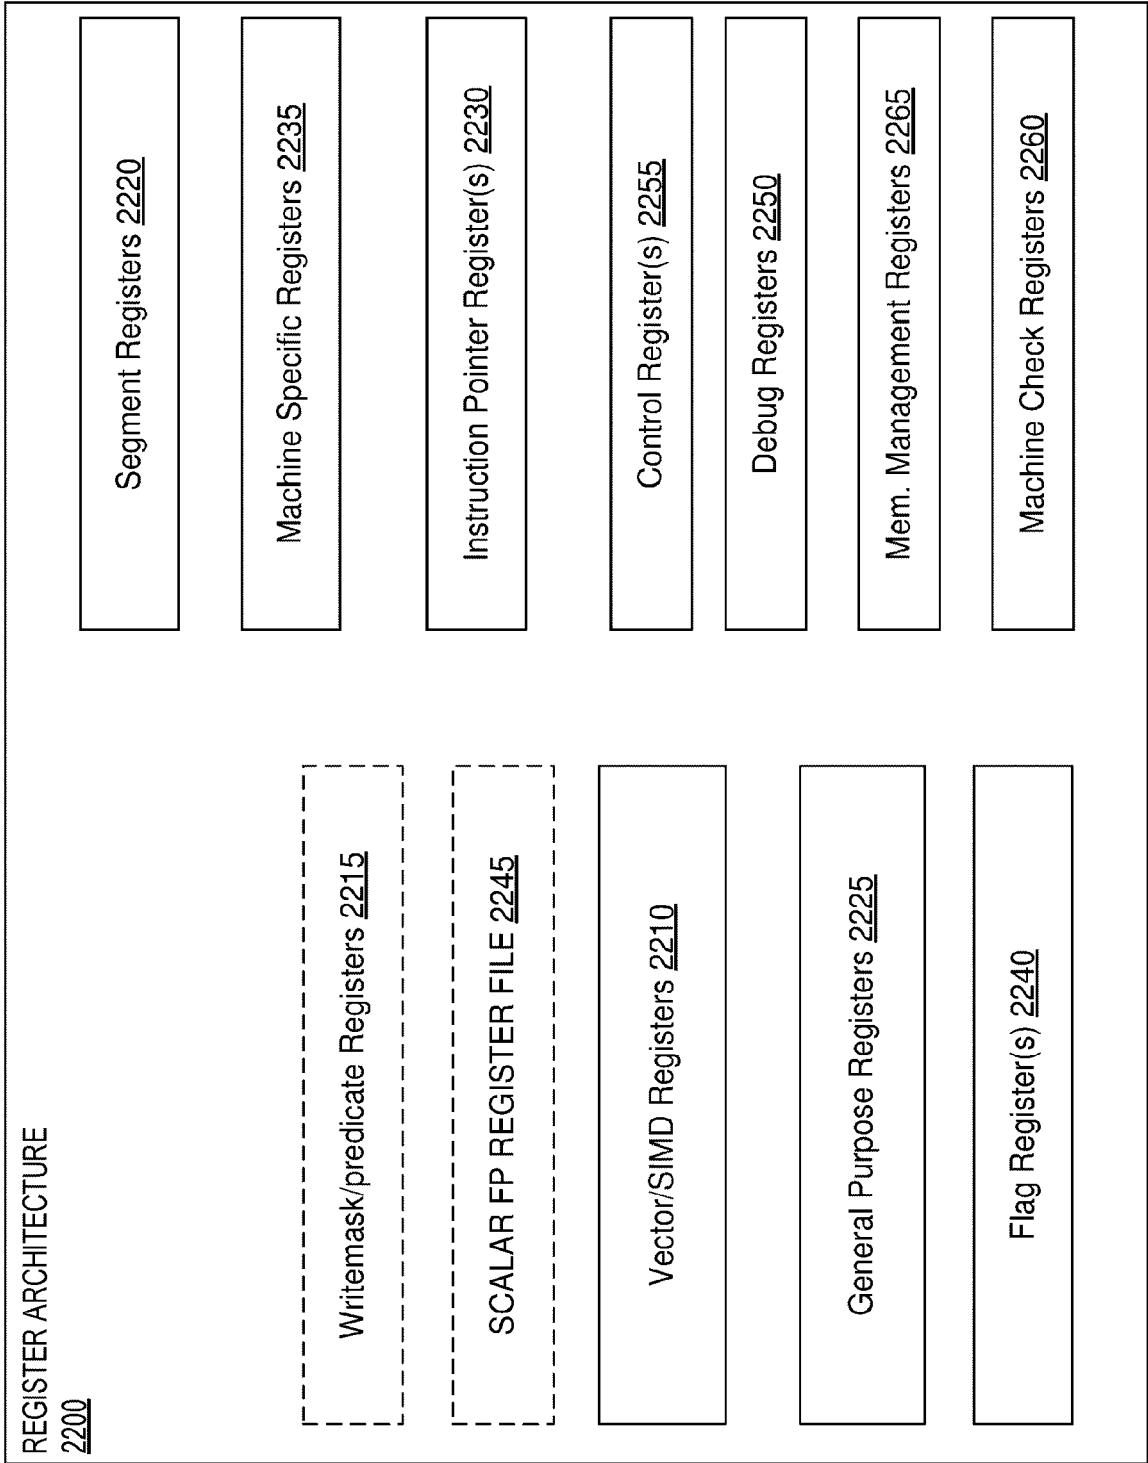 REGISTER ARCHITECTURE
2200
Writemask/predicate Registers 2215
SCALAR FP REGISTER FILE 2245
Vector/SIMD Registers 2210
General Purpose Registers 2225
Flag Register(s) 2240
Segment Registers 2220
Machine Specific Registers 2235
Instruction Pointer Register(s) 2230
Control Register(s) 2255
Debug Registers 2250
Mem. Management Registers 2265
Machine Check Registers 2260